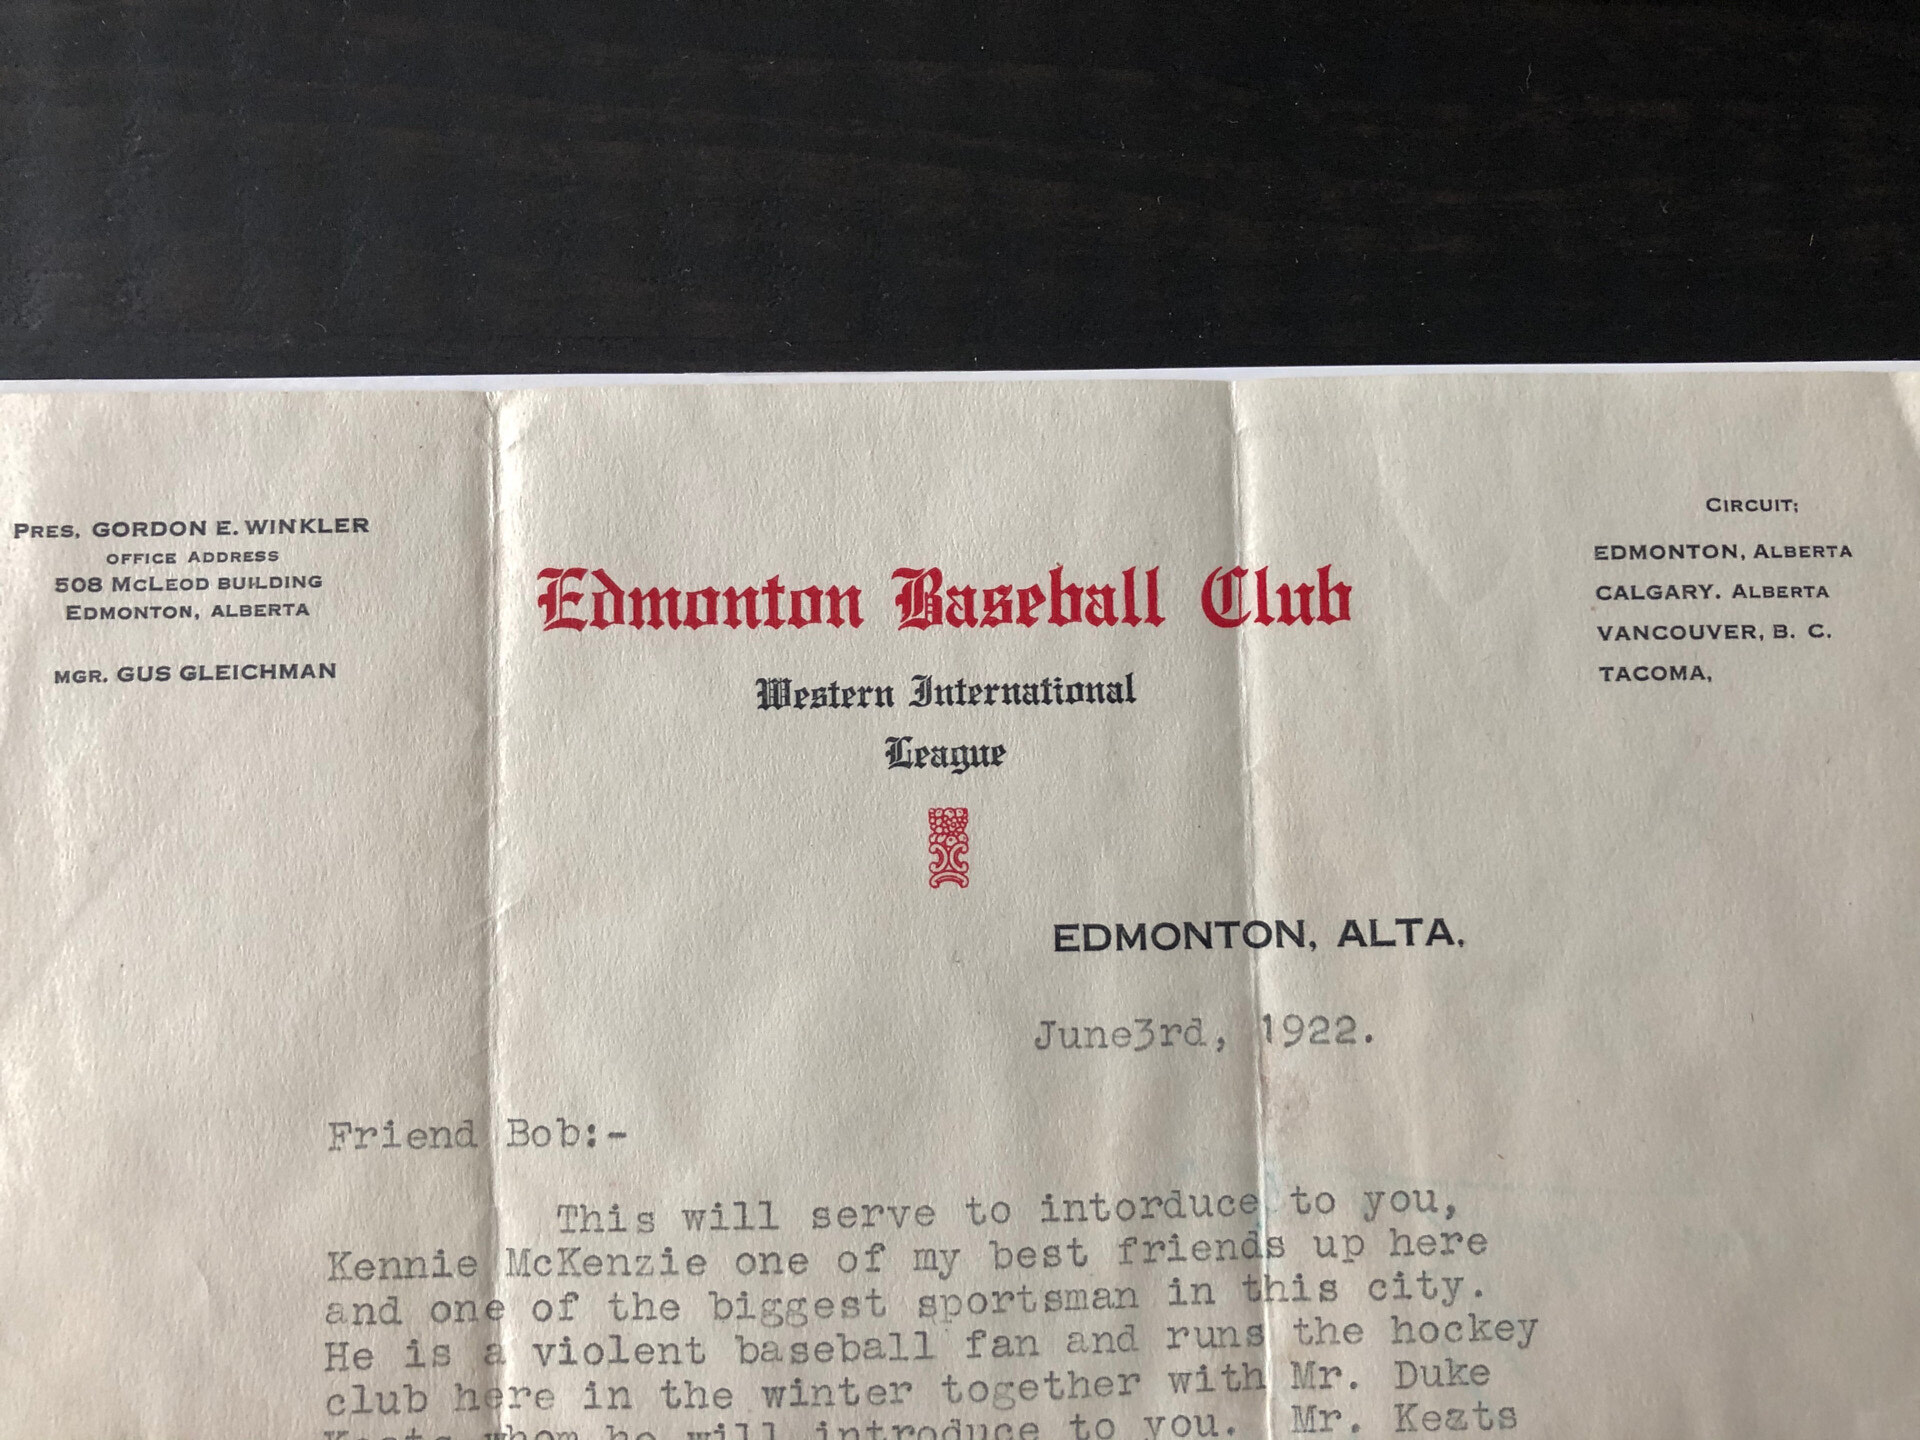 PRES. GORDON E. WINKLER
OFFICE ADDRESS
508 MCLEOD BUILDING
EDMONTON, ALBERTA
MGR. GUS GLEICHMAN
Edmonton Baseball Club
Western International
League
CIRCUIT;
EDMONTON, ALBERTA
CALGARY. ALBERTA
VANCOUVER, B. C.
TACOMA,
EDMONTON, ALTA.
June3rd, 1922.
Friend Bob:-
This will serve to intorduce to you,
Kennie McKenzie one of my best friends up here
and one of the biggest sportsman in this city.
He is a violent baseball fan and runs the hockey
club here in the winter together with Mr. Duke
Keats whom he will introduce to you. Mr. Keats